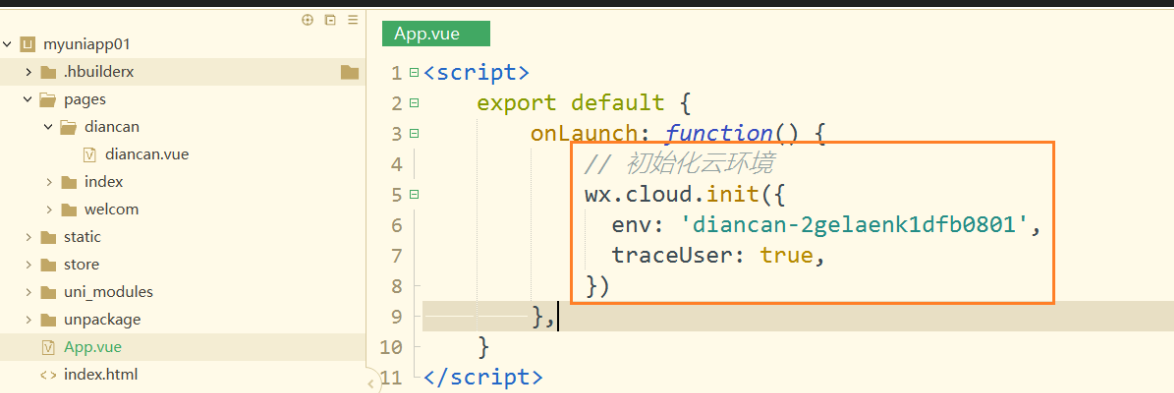 myuniapp01
.hbuilderx
pages
diancan
diancan.vue
index
welcom
static
store
uni_modules
unpackage
App.vue
index.html
App.vue
1 <script>
2 export default {
3 onLaunch: function() {
4 // 初始化云环境
5 wx.cloud.init({
6 env: 'diancan-2gelaenk1dfb0801',
7 traceUser: true,
8 })
9 },
10 }
11 </script>